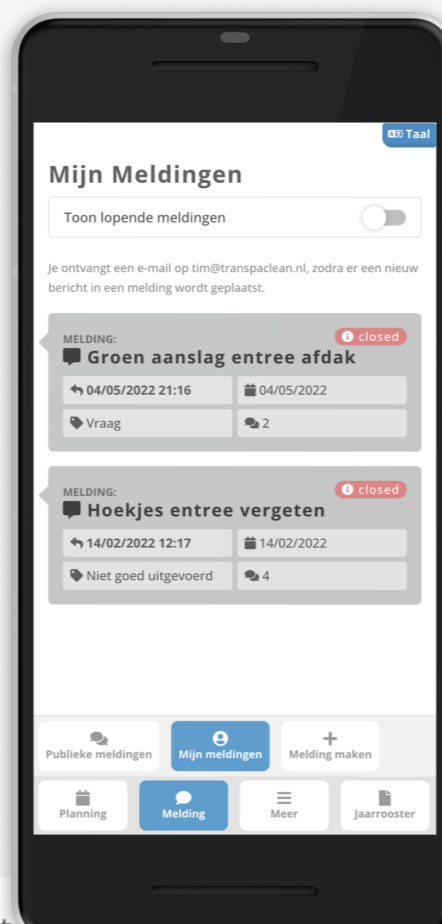 Taal
Mijn Meldingen
Toon lopende meldingen
Je ontvangt een e-mail op tim@transpaclean.nl, zodra er een nieuw
bericht in een melding wordt geplaatst.
closed
MELDING:
Groen aanslag entree afdak
04/05/2022 21:16
04/05/2022
Vraag
2
closed
MELDING:
Hoekjes entree vergeten
14/02/2022 12:17
14/02/2022
Niet goed uitgevoerd
4
Publieke meldingen
Mijn meldingen
Melding maken
Planning
Melding
Meer
Jaarrooster